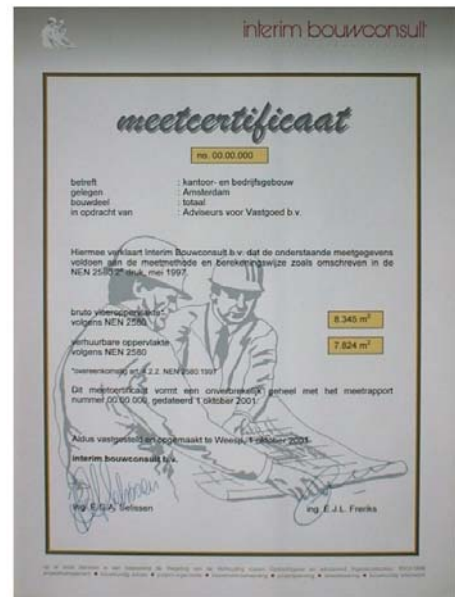 interim bouwconsult
meetcertificaat
no. 00.00.000
betreft : kantoor- en bedrijfsgebouw
gelegen : Amsterdam
bouwdeel : totaal
in opdracht van : Adviseurs voor Vastgoed b.v.
Hiermee verklaart Interim Bouwconsult b.v. dat de onderstaande meetgegevens
voldoen aan de meetmethode en berekeningswijze zoals omschreven in de
NEN 2580 2e druk, mei 1997.
bruto vloeroppervlakte*
volgens NEN 2580
8.345 m²
verhuurbare oppervlakte
volgens NEN 2580
7.824 m²
*overeenkomstig art. 4.2.2. NEN 2580:1997
Dit meetcertificaat vormt een onverbrekelijk geheel met het meetrapport
nummer 00.00.000, gedateerd 1 oktober 2001.
Aldus vastgesteld en opgemaakt te Weesp, 1 oktober 2001.
interim bouwconsult b.v.
ing. E.J.L. Freriks